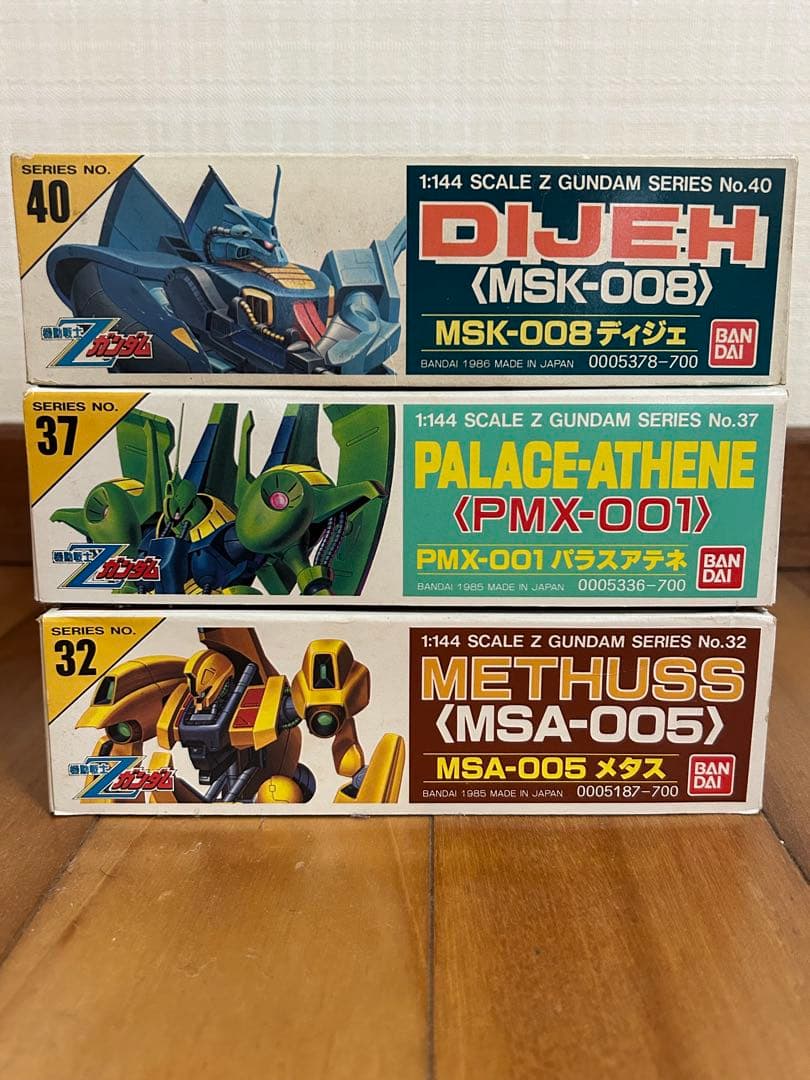 SERIES NO.
40
機動戦士
Zガンダム
1:144 SCALE Z GUNDAM SERIES No.40
DIJEH
〈MSK-008〉
MSK-008 ディジェ
BANDAI 1986 MADE IN JAPAN 0005378-700
BAN
DAI
SERIES NO.
37
機動戦士
Zガンダム
1:144 SCALE Z GUNDAM SERIES No.37
PALACE-ATHENE
〈PMX-001〉
PMX-001 パラスアテネ
BANDAI 1985 MADE IN JAPAN 0005336-700
BAN
DAI
SERIES NO.
32
機動戦士
Zガンダム
1:144 SCALE Z GUNDAM SERIES No.32
METHUSS
〈MSA-005〉
MSA-005 メタス
BANDAI 1985 MADE IN JAPAN 0005187-700
BAN
DAI